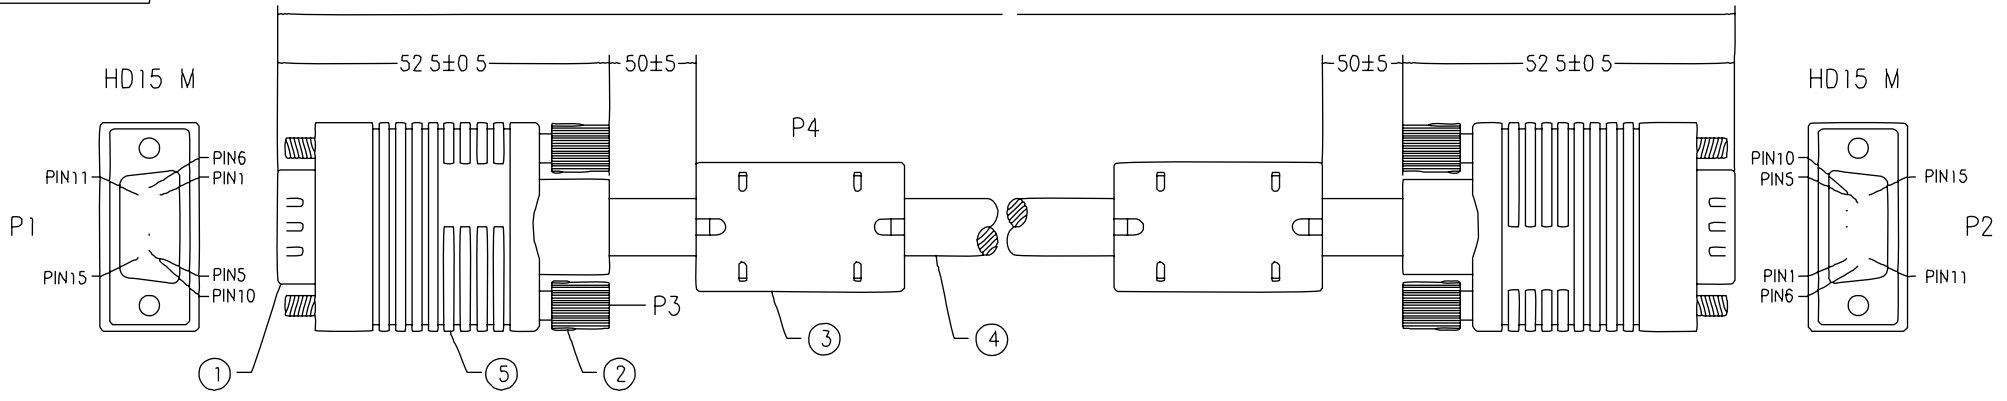 52 5±0 5 50±5 50±5 52 5±0 5
HD15 M HD15 M
P4
PIN6 PIN10
PIN11 PIN1 PIN5 PIN15
P1 P2
PIN15 PIN5 PIN1 PIN11
PIN10 P3 PIN6
3 4
1 5 2